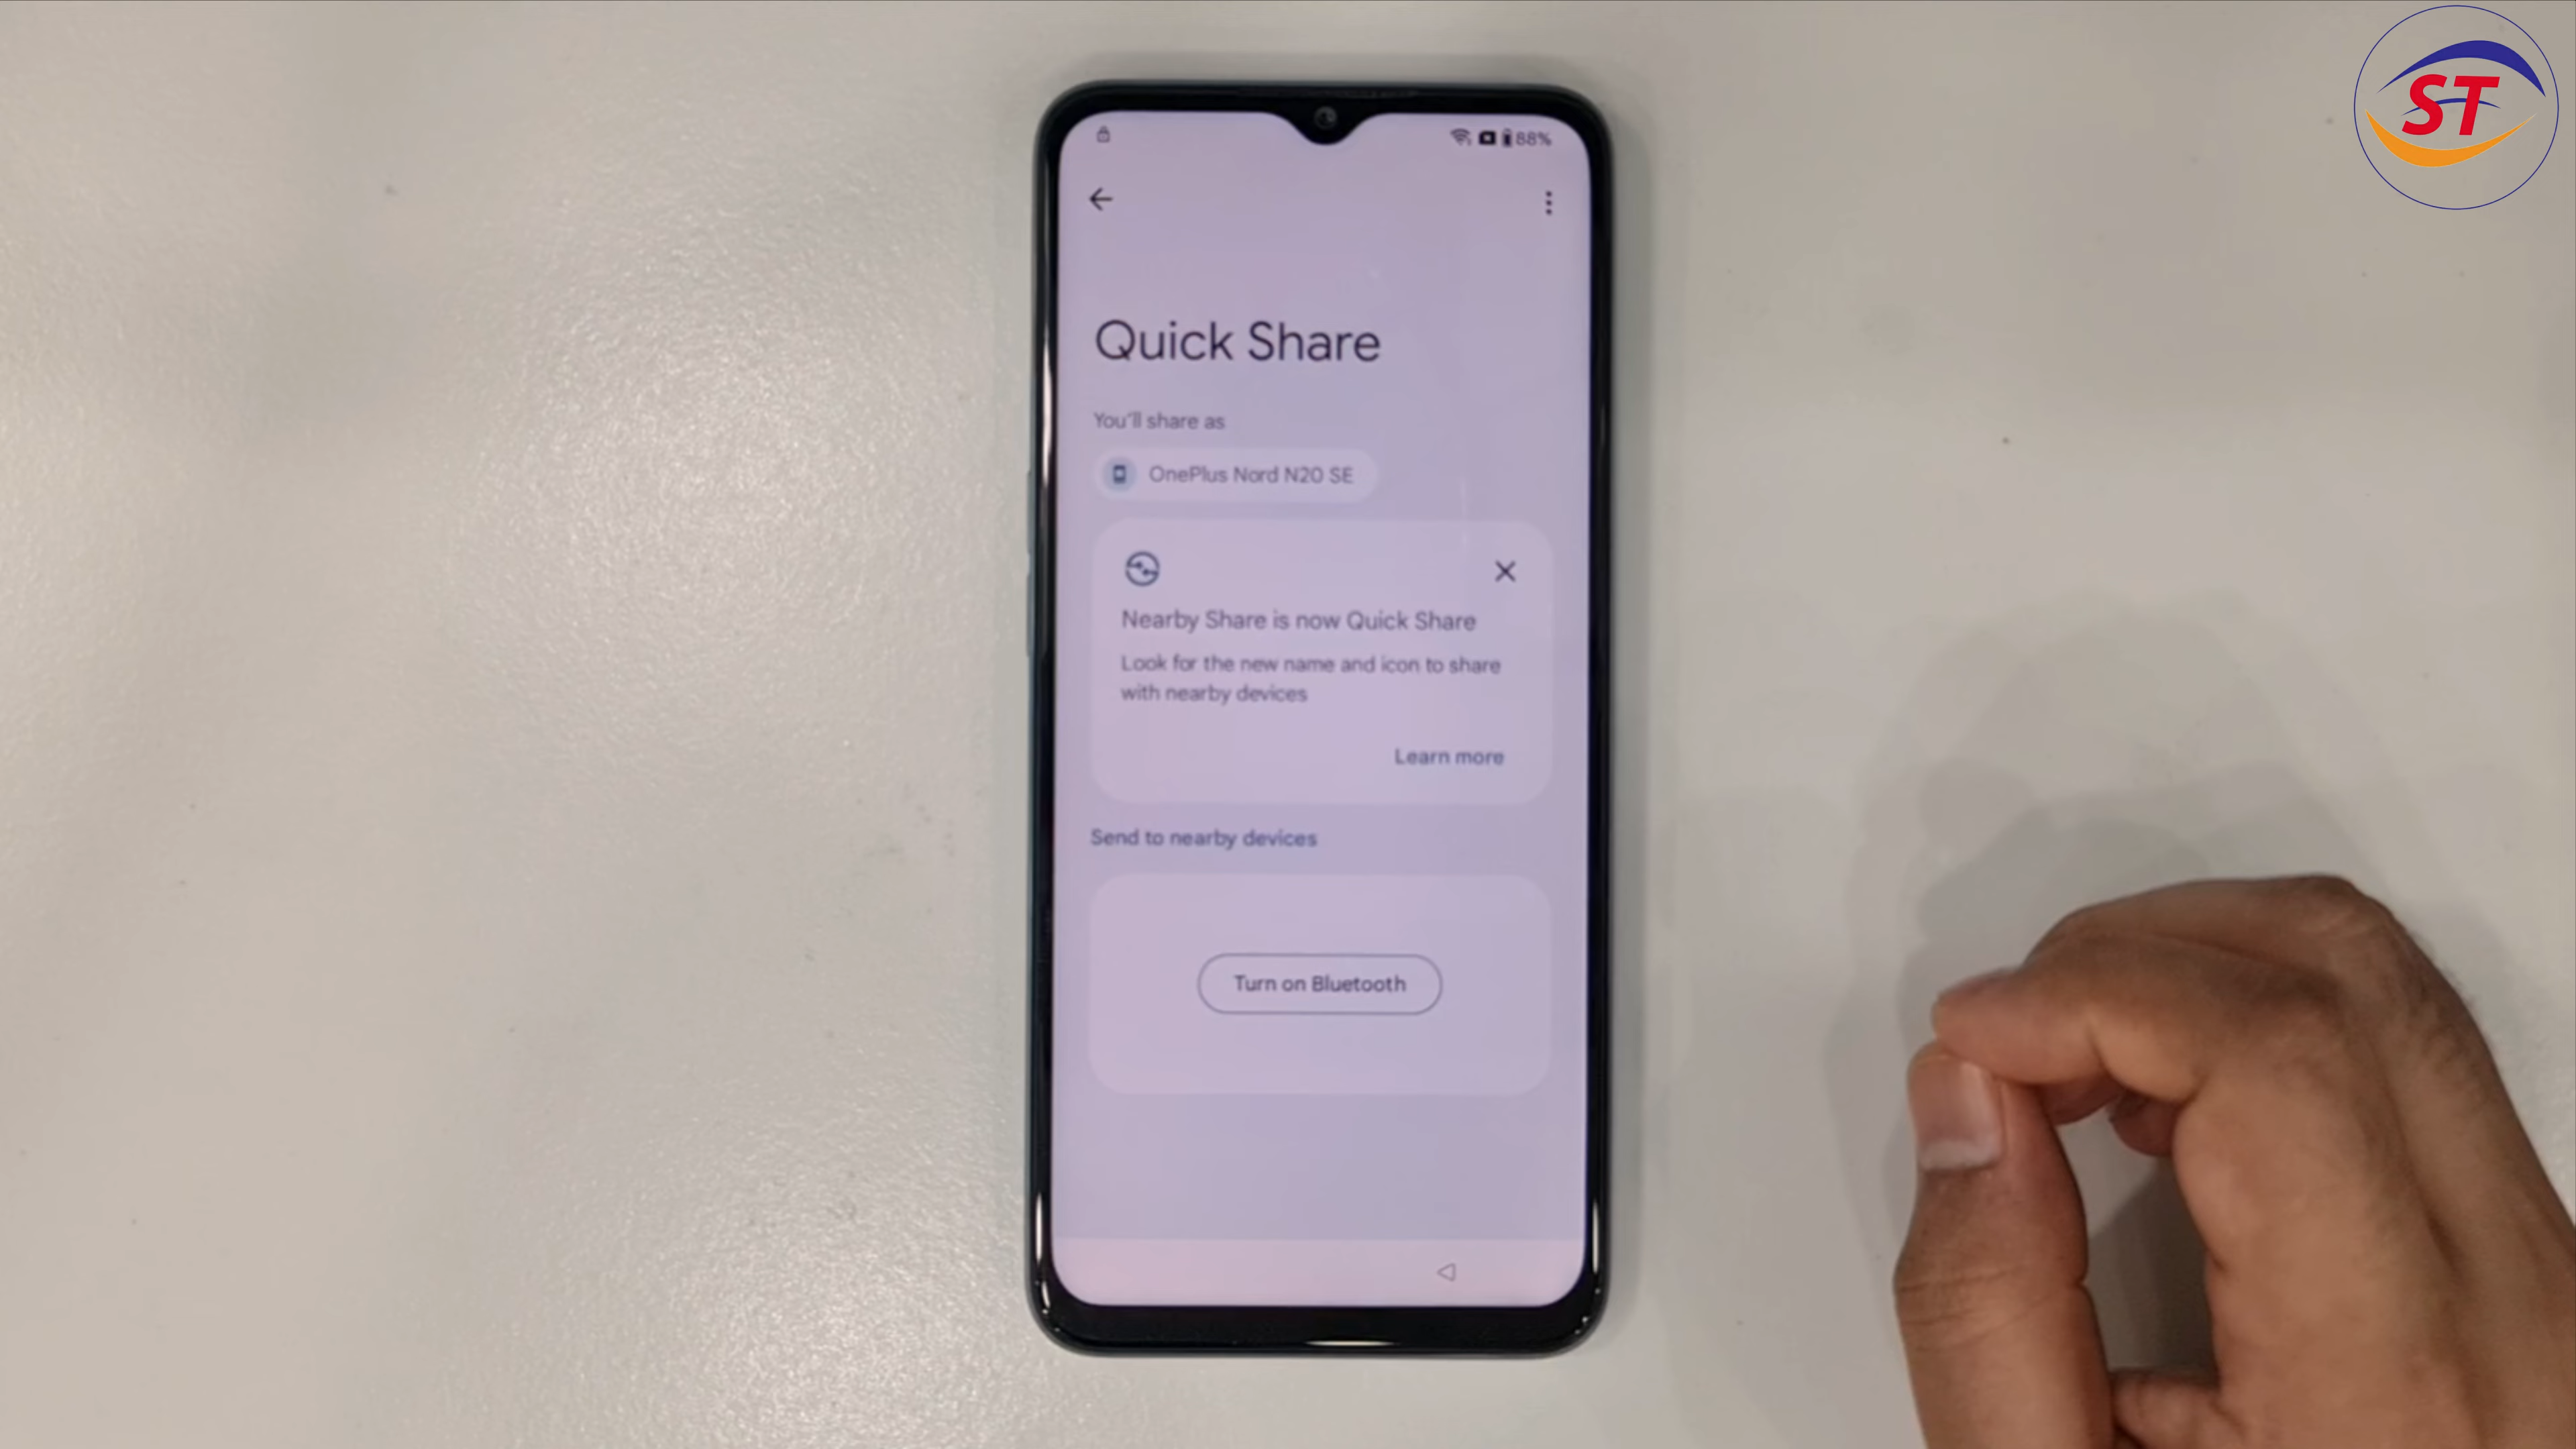 ST
88%
Quick Share
You'll share as
OnePlus Nord N20 SE
Nearby Share is now Quick Share
Look for the new name and icon to share
with nearby devices
Learn more
Send to nearby devices
Turn on Bluetooth